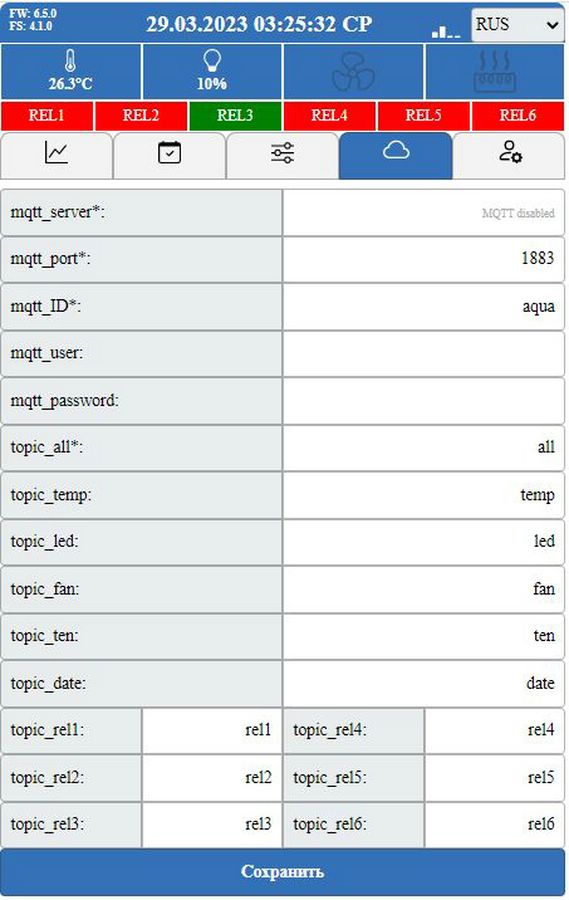 FW: 6.5.0
FS: 4.1.0
29.03.2023 03:25:32 СР
RUS
26.3°C
10%
REL1 REL2 REL3 REL4 REL5 REL6
mqtt_server*: MQTT disabled
mqtt_port*: 1883
mqtt_ID*: aqua
mqtt_user:
mqtt_password:
topic_all*: all
topic_temp: temp
topic_led: led
topic_fan: fan
topic_ten: ten
topic_date: date
topic_rel1: rel1 topic_rel4: rel4
topic_rel2: rel2 topic_rel5: rel5
topic_rel3: rel3 topic_rel6: rel6
Сохранить